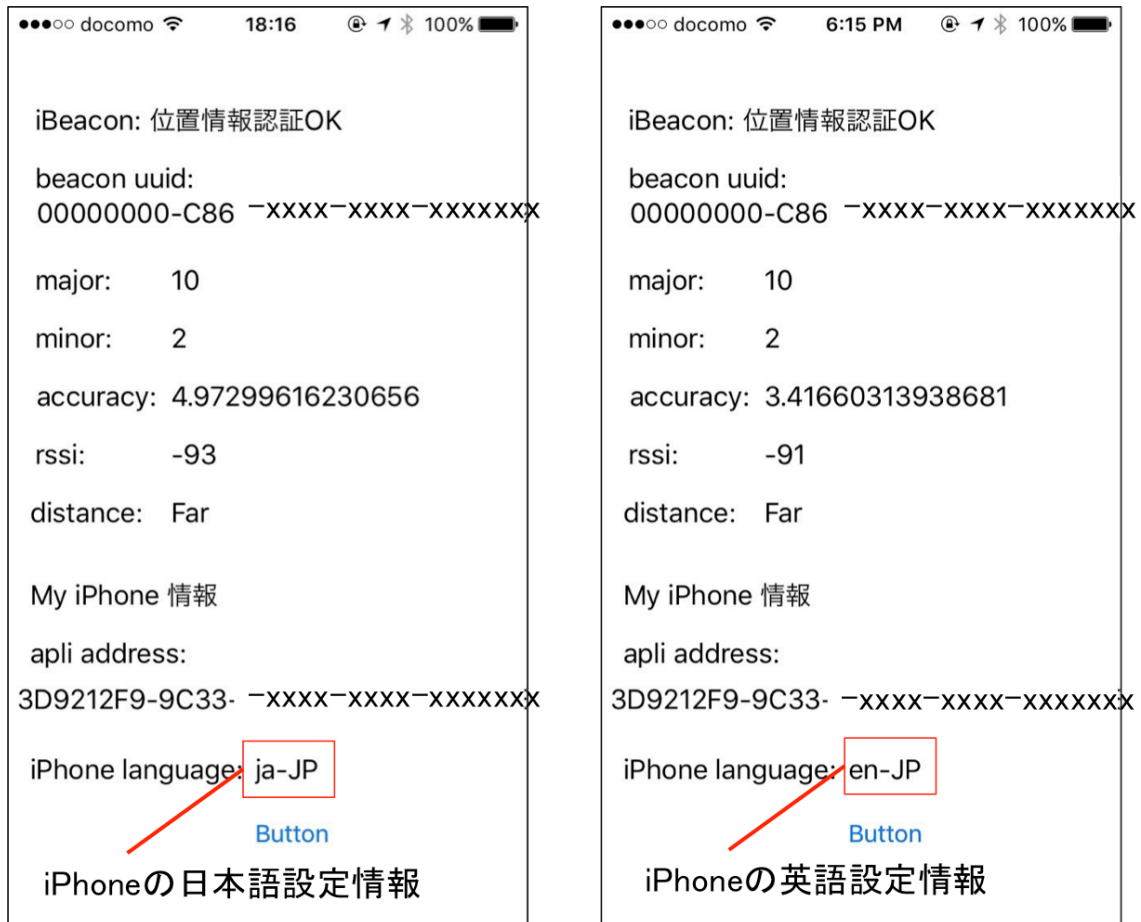 docomo 18:16 100%
iBeacon: 位置情報認証OK
beacon uuid:
00000000-C86 -xxxx-xxxx-xxxxxxx
major: 10
minor: 2
accuracy: 4.97299616230656
rssi: -93
distance: Far
My iPhone 情報
apli address:
3D9212F9-9C33- -xxxx-xxxx-xxxxxxx
iPhone language: ja-JP
Button
iPhoneの日本語設定情報
docomo 6:15 PM 100%
iBeacon: 位置情報認証OK
beacon uuid:
00000000-C86 -xxxx-xxxx-xxxxxxx
major: 10
minor: 2
accuracy: 3.41660313938681
rssi: -91
distance: Far
My iPhone 情報
apli address:
3D9212F9-9C33- -xxxx-xxxx-xxxxxxx
iPhone language: en-JP
Button
iPhoneの英語設定情報